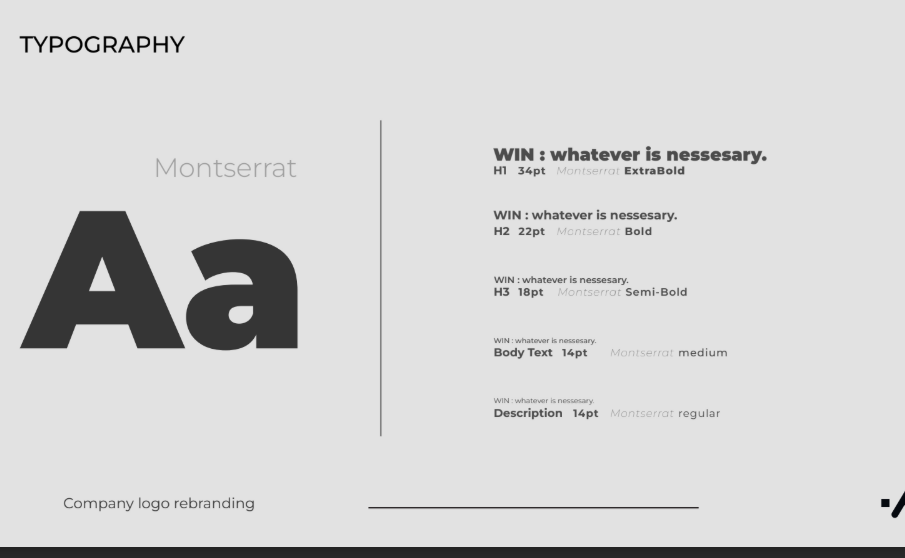 TYPOGRAPHY
Montserrat
Aa
WIN : whatever is nessesary.
H1 34pt Montserrat ExtraBold
WIN : whatever is nessesary.
H2 22pt Montserrat Bold
WIN : whatever is nessesary.
H3 18pt Montserrat Semi-Bold
WIN : whatever is nessesary.
Body Text 14pt Montserrat medium
WIN : whatever is nessesary.
Description 14pt Montserrat regular
Company logo rebranding